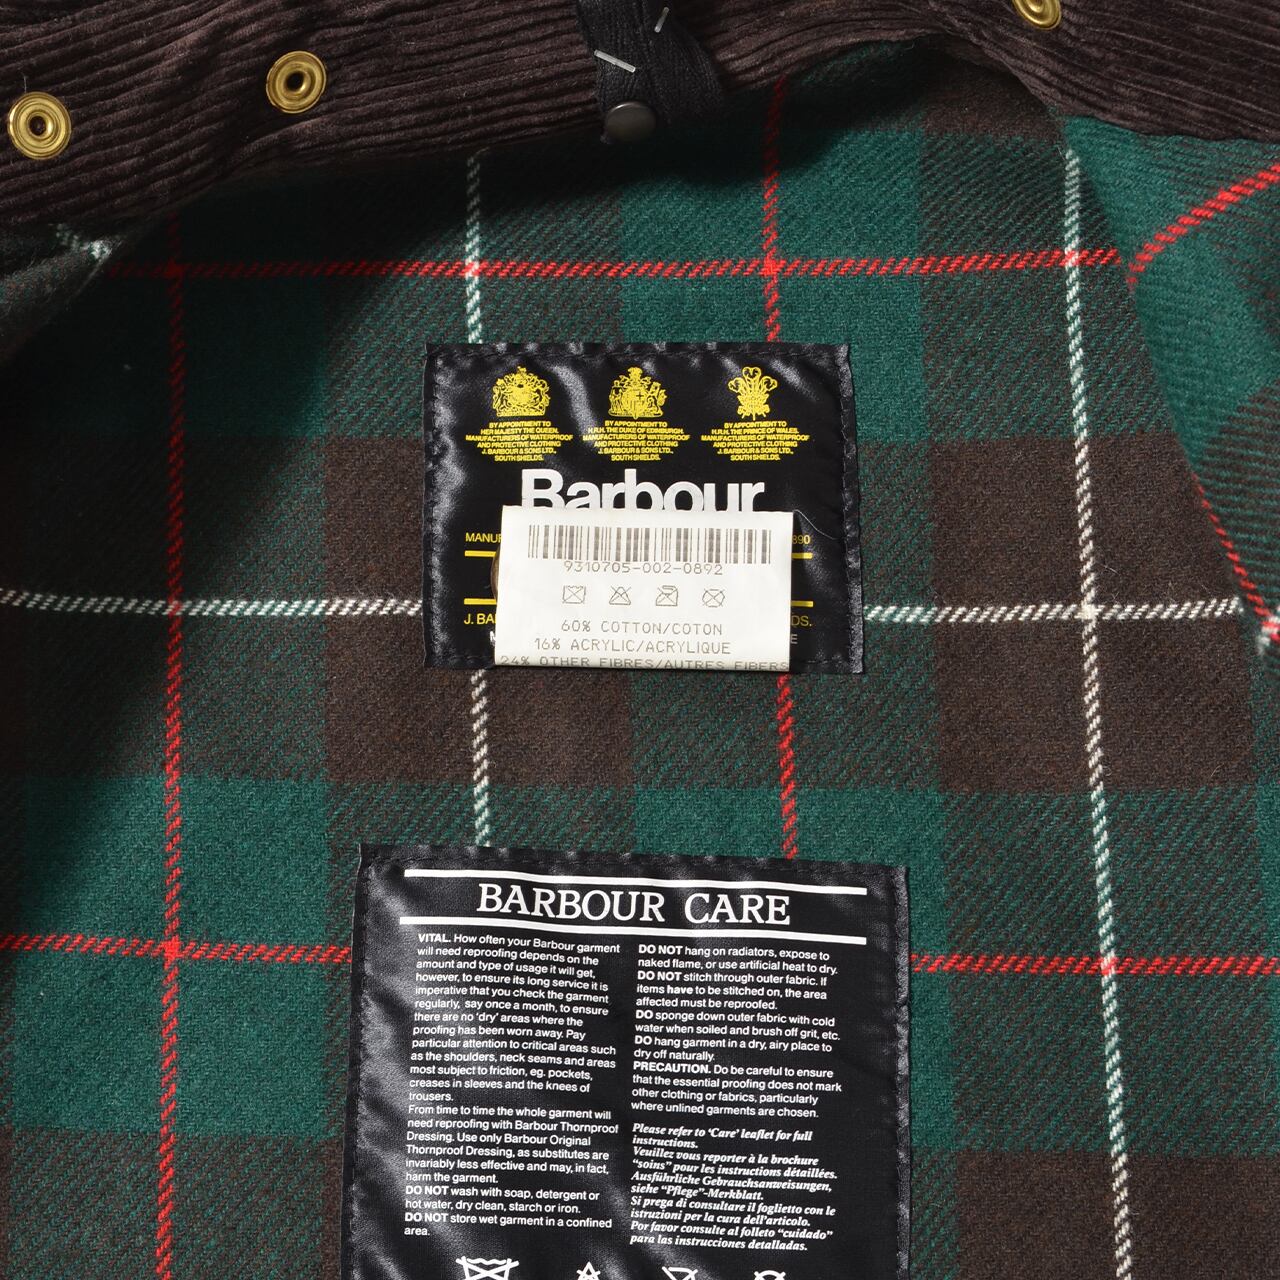 BY APPOINTMENT TO
HER MAJESTY THE QUEEN.
MANUFACTURERS OF WATERPROOF
AND PROTECTIVE CLOTHING
J. BARBOUR & SONS LTD.,
SOUTH SHIELDS.
BY APPOINTMENT TO
H.R.H. THE DUKE OF EDINBURGH.
MANUFACTURERS OF WATERPROOF
AND PROTECTIVE CLOTHING
J. BARBOUR & SONS LTD.,
SOUTH SHIELDS.
BY APPOINTMENT TO
H.R.H. THE PRINCE OF WALES.
MANUFACTURERS OF WATERPROOF
AND PROTECTIVE CLOTHING
J. BARBOUR & SONS LTD.,
SOUTH SHIELDS.
Barbour
9310705-002-0892
60% COTTON/COTON
16% ACRYLIC/ACRYLIQUE
24% OTHER FIBRES/AUTRES FIBERS
BARBOUR CARE
VITAL. How often your Barbour garment
will need reproofing depends on the
amount and type of usage it will get,
however, to ensure its long service it is
imperative that you check the garment
regularly, say once a month, to ensure
there are no 'dry' areas where the
proofing has been worn away. Pay
particular attention to critical areas such
as the shoulders, neck seams and areas
most subject to friction, eg. pockets,
creases in sleeves and the knees of
trousers.
From time to time the whole garment will
need reproofing with Barbour Thornproof
Dressing. Use only Barbour Original
Thornproof Dressing, as substitutes are
invariably less effective and may, in fact,
harm the garment.
DO NOT wash with soap, detergent or
hot water, dry clean, starch or iron.
DO NOT store wet garment in a confined
area.
DO NOT hang on radiators, expose to
naked flame, or use artificial heat to dry.
DO NOT stitch through outer fabric. If
items have to be stitched on, the area
affected must be reproofed.
DO sponge down outer fabric with cold
water when soiled and brush off grit, etc.
DO hang garment in a dry, airy place to
dry off naturally.
PRECAUTION. Do be careful to ensure
that the essential proofing does not mark
other clothing or fabrics, particularly
where unlined garments are chosen.
Please refer to 'Care' leaflet for full
instructions.
Veuillez vous reporter à la brochure
"soins" pour les instructions détaillées.
Ausführliche Gebrauchsanweisungen,
siehe "Pflege"-Merkblatt.
Si prega di consultare il foglietto con le
istruzioni per la cura dell'articolo.
Por favor consulte al folleto "cuidado"
para las instrucciones detalladas.